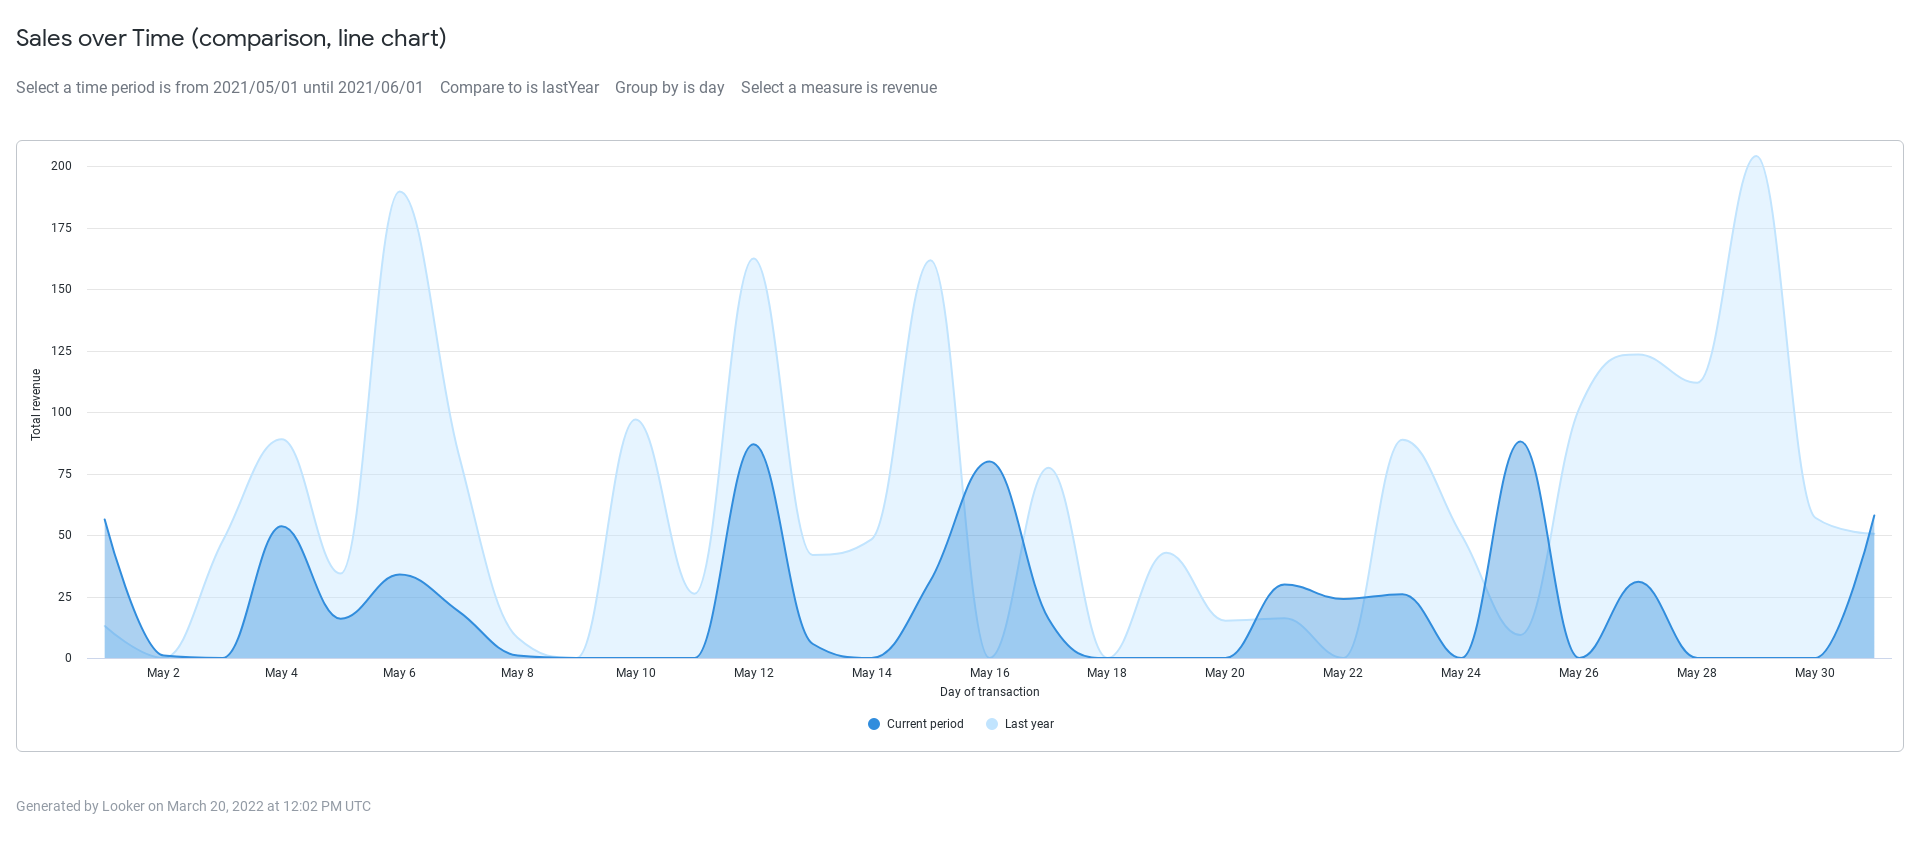 Sales over Time (comparison, line chart)
Select a time period is from 2021/05/01 until 2021/06/01 Compare to is lastYear Group by is day Select a measure is revenue
200
175
150
125
100
75
50
25
0
Total revenue
May 2 May 4 May 6 May 8 May 10 May 12 May 14 May 16 May 18 May 20 May 22 May 24 May 26 May 28 May 30
Day of transaction
Current period Last year
Generated by Looker on March 20, 2022 at 12:02 PM UTC